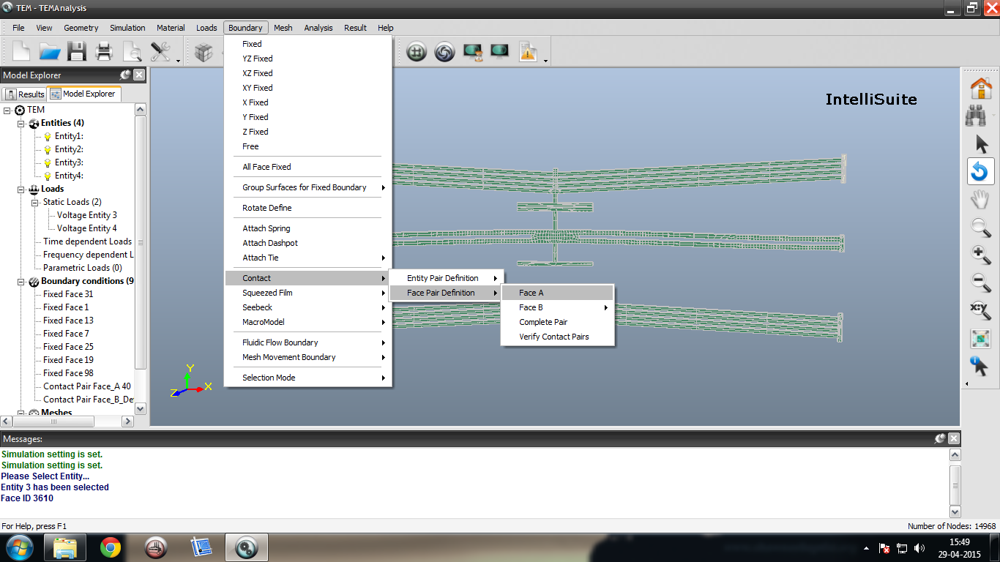 TEM - TEMAnalysis
File View Geometry Simulation Material Loads Boundary Mesh Analysis Result Help
Model Explorer
Results Model Explorer
TEM
Entities (4)
Entity1:
Entity2:
Entity3:
Entity4:
Loads
Static Loads (2)
Voltage Entity 3
Voltage Entity 4
Time dependent Loads
Frequency dependent L
Parametric Loads (0)
Boundary conditions (9
Fixed Face 31
Fixed Face 1
Fixed Face 13
Fixed Face 7
Fixed Face 25
Fixed Face 19
Fixed Face 98
Contact Pair Face_A 40
Contact Pair Face_B_De
Meshes
Fixed
YZ Fixed
XZ Fixed
XY Fixed
X Fixed
Y Fixed
Z Fixed
Free
All Face Fixed
Group Surfaces for Fixed Boundary
Rotate Define
Attach Spring
Attach Dashpot
Attach Tie
Contact
Squeezed Film
Seebeck
MacroModel
Fluidic Flow Boundary
Mesh Movement Boundary
Selection Mode
Entity Pair Definition
Face Pair Definition
Face A
Face B
Complete Pair
Verify Contact Pairs
IntelliSuite
Y
X
Z
x:y
Messages:
Simulation setting is set.
Simulation setting is set.
Please Select Entity...
Entity 3 has been selected
Face ID 3610
For Help, press F1
Number of Nodes: 14968
15:49
29-04-2015